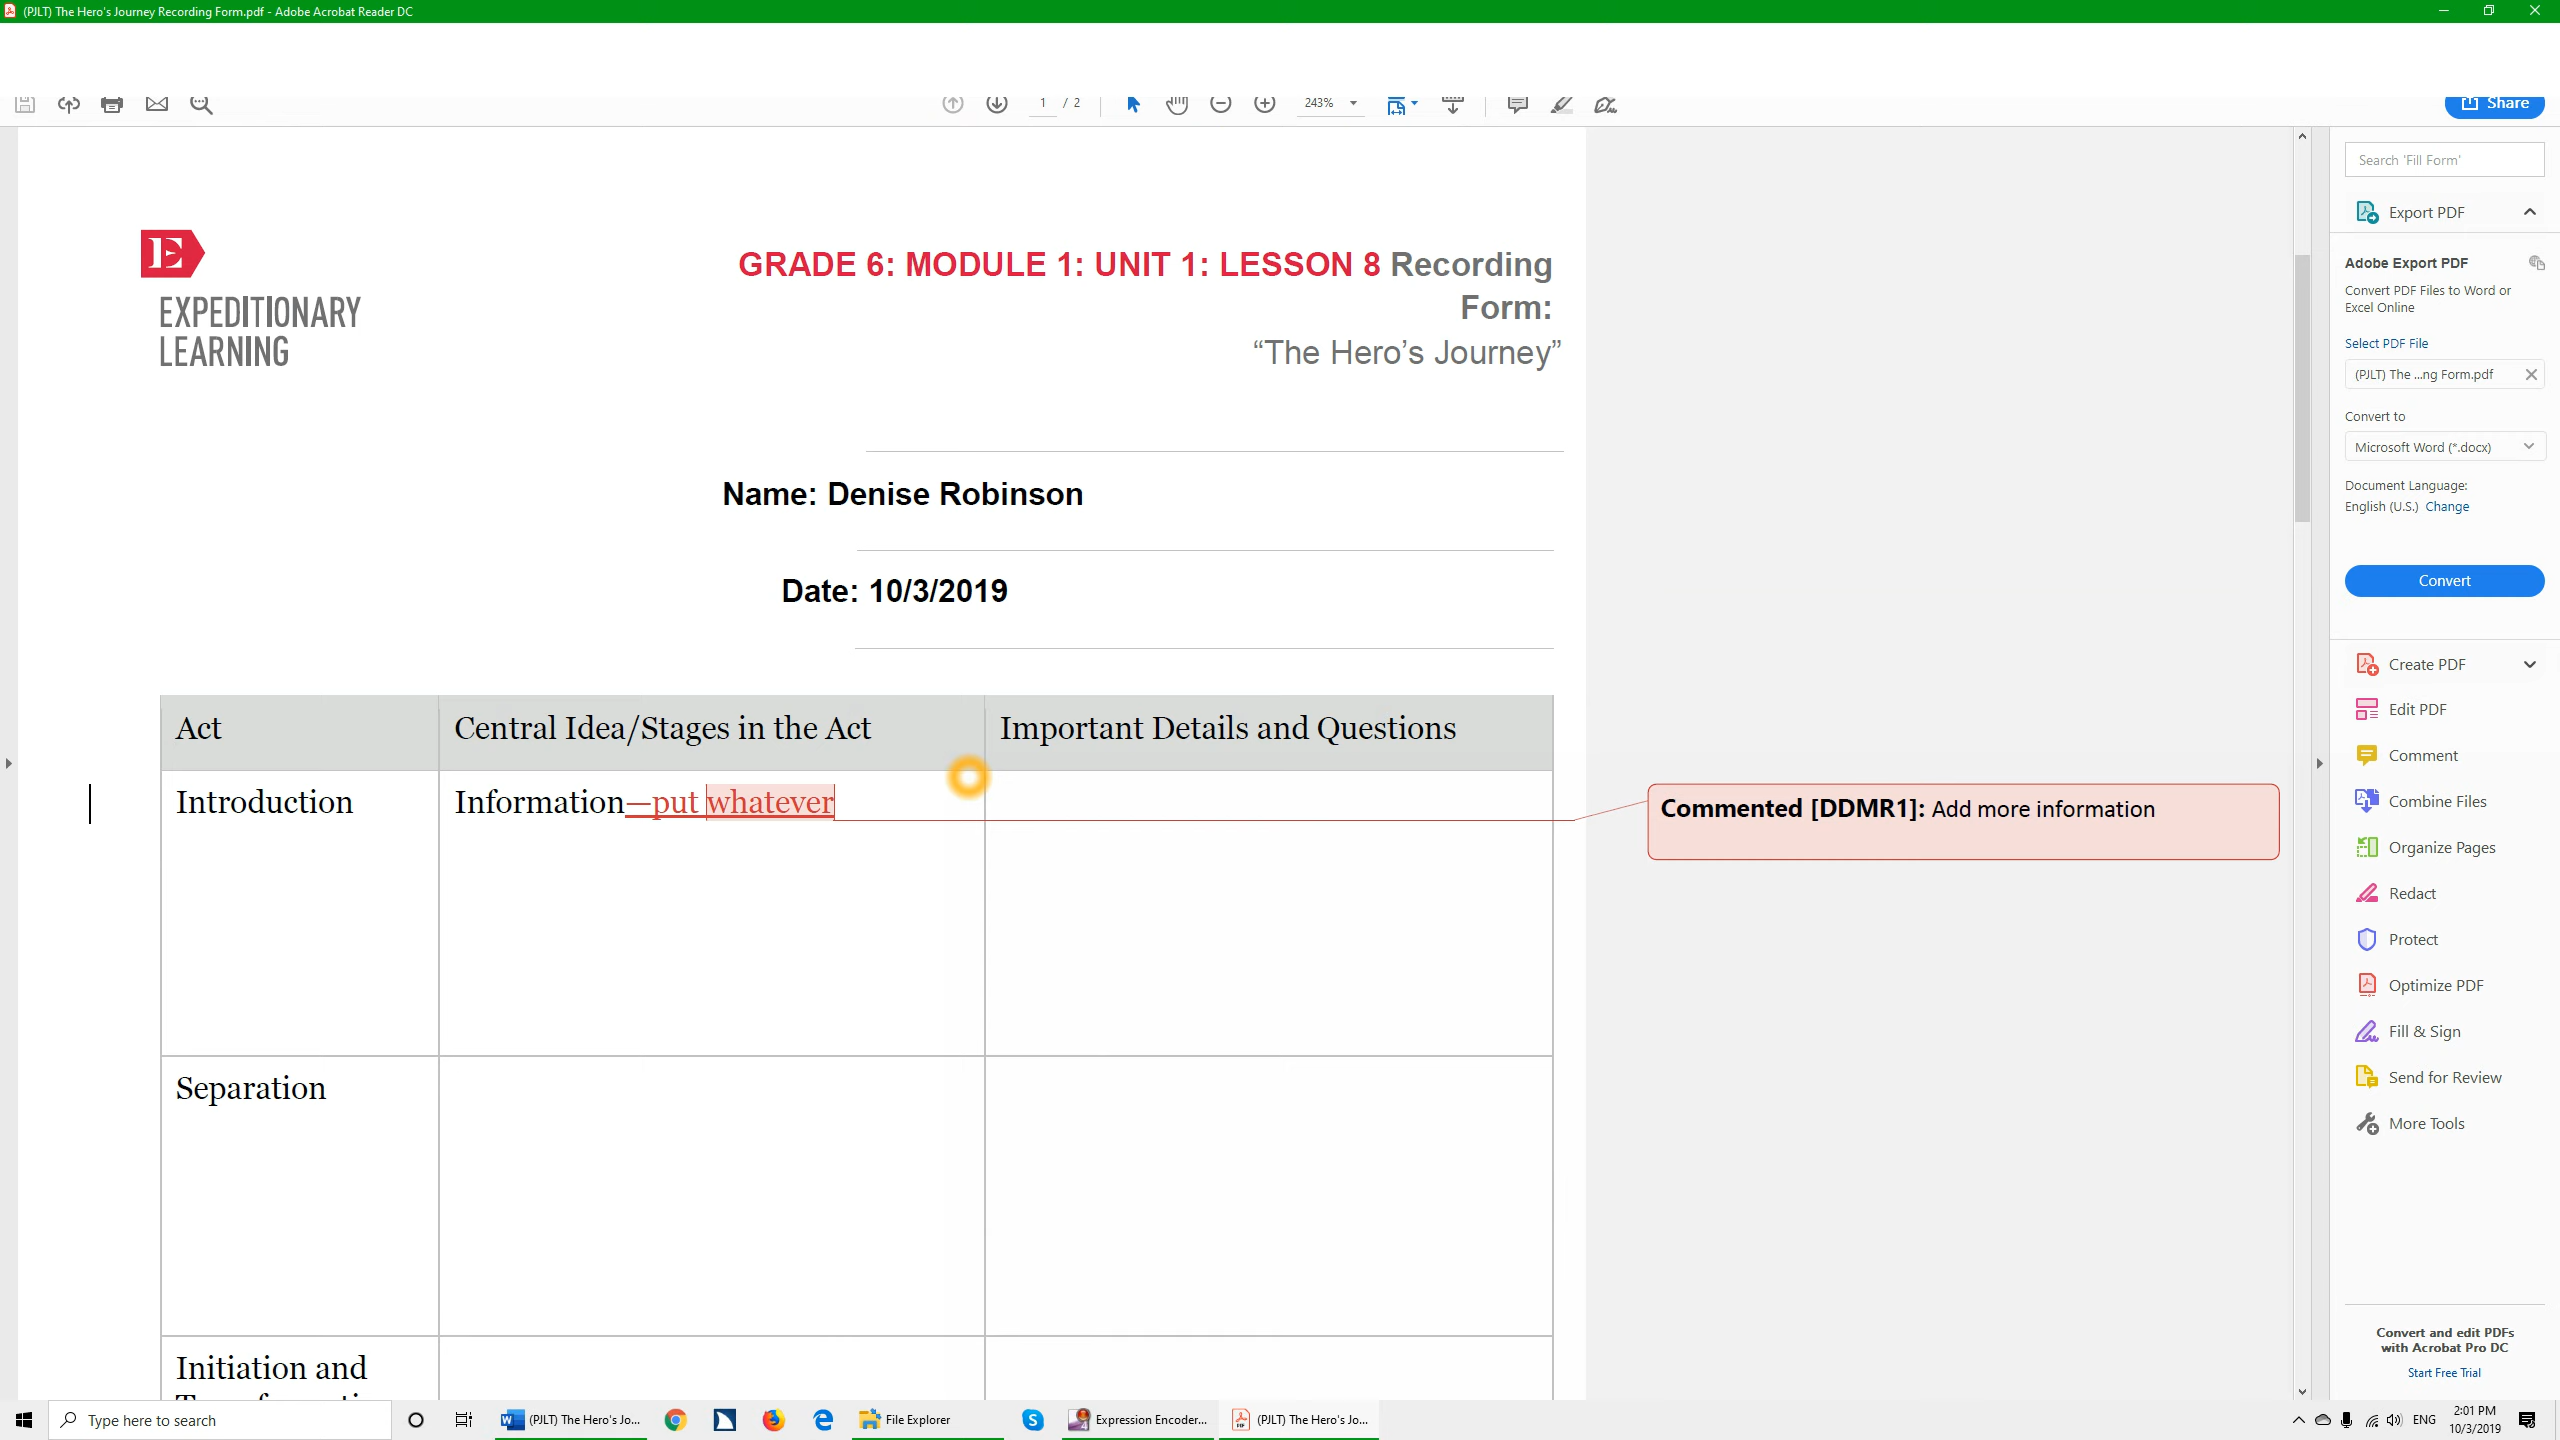 (PJLT) The Hero's Journey Recording Form.pdf - Adobe Acrobat Reader DC
1 / 2
243%
Share
EXPEDITIONARY
LEARNING
GRADE 6: MODULE 1: UNIT 1: LESSON 8 Recording
Form:
“The Hero’s Journey”
Name: Denise Robinson
Date: 10/3/2019
Act
Central Idea/Stages in the Act
Important Details and Questions
Introduction
Information—put whatever
Commented [DDMR1]: Add more information
Separation
Initiation and
Search 'Fill Form'
Export PDF
Adobe Export PDF
Convert PDF Files to Word or
Excel Online
Select PDF File
(PJLT) The ...ng Form.pdf
Convert to
Microsoft Word (*.docx)
Document Language:
English (U.S.) Change
Convert
Create PDF
Edit PDF
Comment
Combine Files
Organize Pages
Redact
Protect
Optimize PDF
Fill & Sign
Send for Review
More Tools
Convert and edit PDFs
with Acrobat Pro DC
Start Free Trial
Type here to search
(PJLT) The Hero's Jo...
File Explorer
Expression Encoder...
(PJLT) The Hero's Jo...
ENG
2:01 PM
10/3/2019